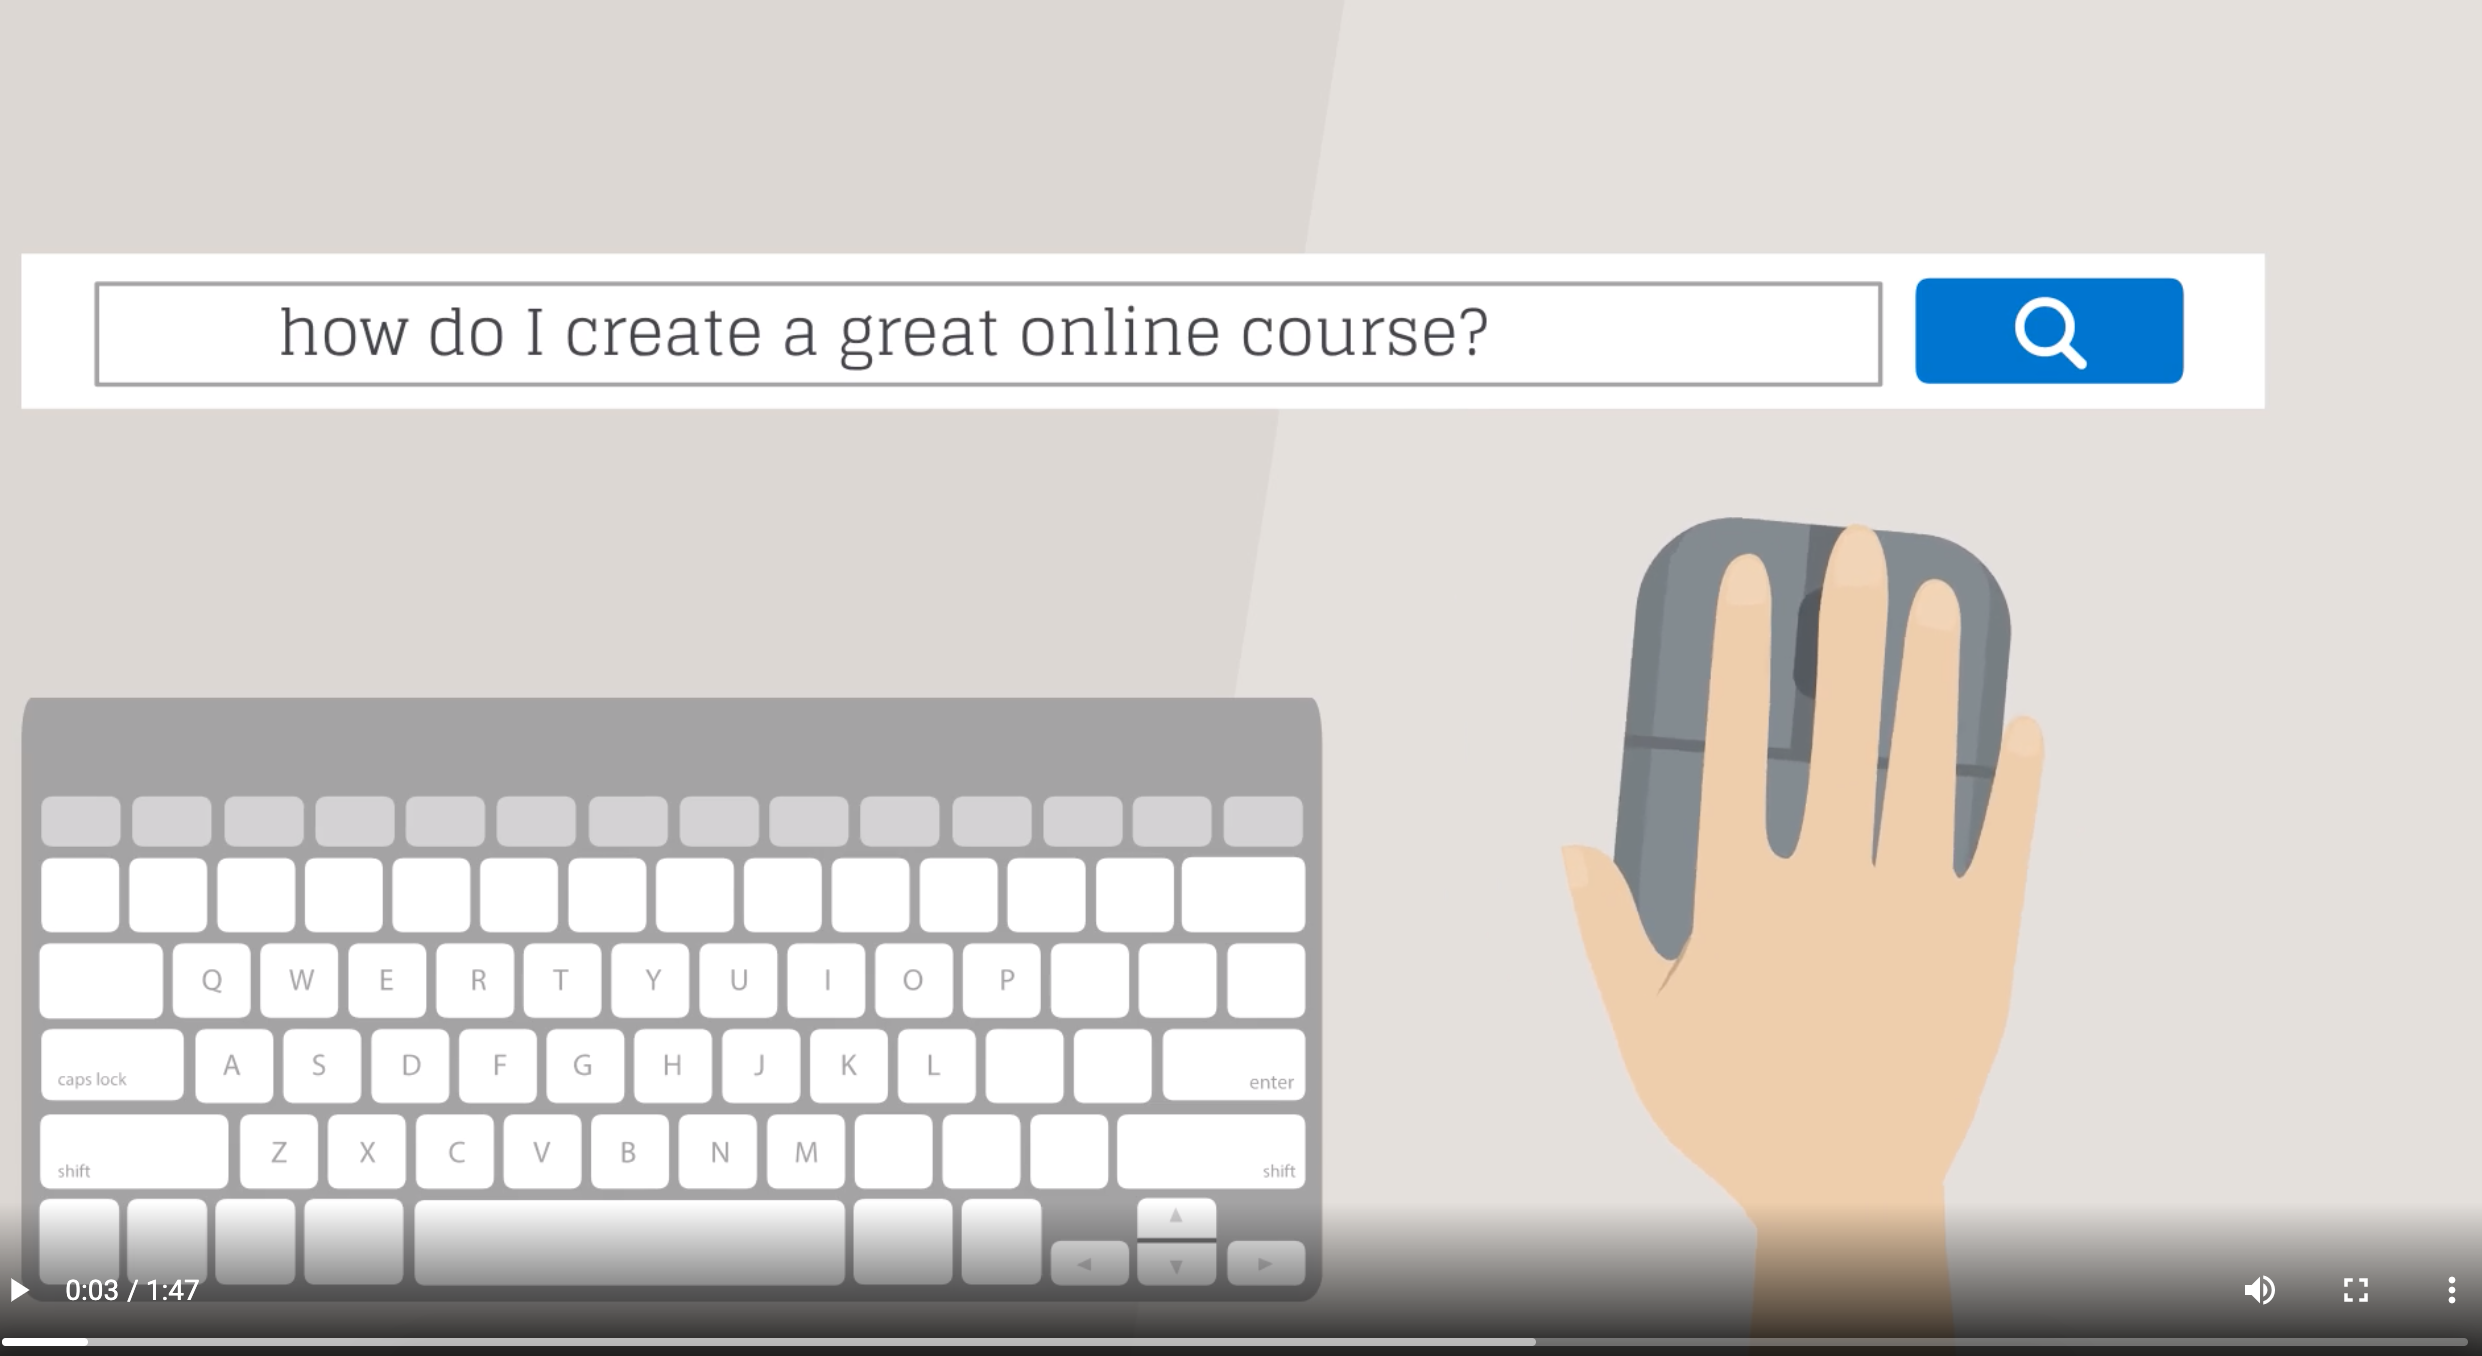 how do I create a great online course?
Q W E R T Y U I O P
caps lock A S D F G H J K L enter
shift Z X C V B N M shift
0:03 / 1:47